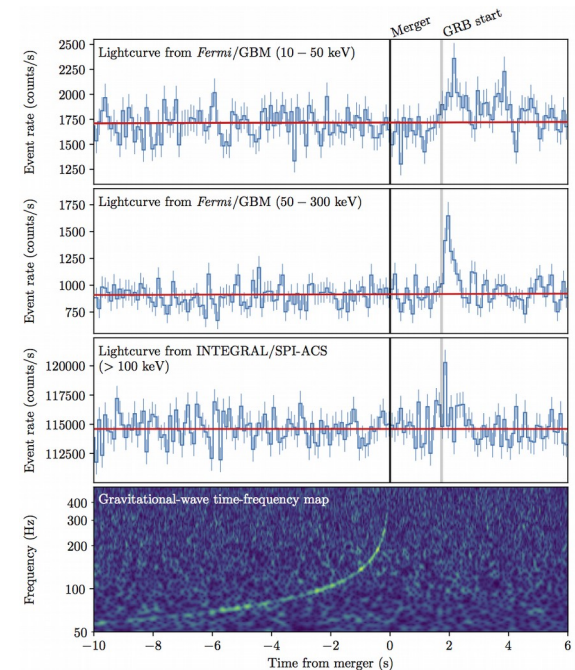 Merger
GRB start
Lightcurve from Fermi/GBM (10 − 50 keV)
Event rate (counts/s)
2500
2250
2000
1750
1500
1250
Lightcurve from Fermi/GBM (50 − 300 keV)
Event rate (counts/s)
1750
1500
1250
1000
750
Lightcurve from INTEGRAL/SPI-ACS
(> 100 keV)
Event rate (counts/s)
120000
117500
115000
112500
Gravitational-wave time-frequency map
Frequency (Hz)
400
300
200
100
50
−10 −8 −6 −4 −2 0 2 4 6
Time from merger (s)